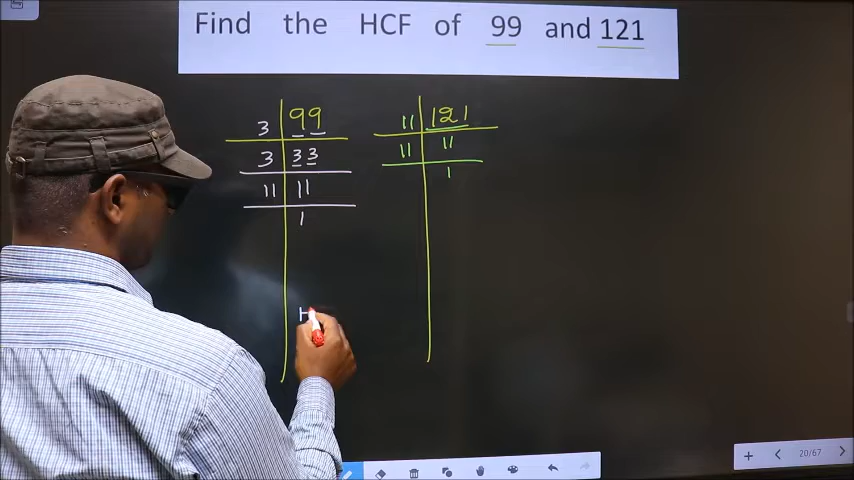 Find the HCF of 99 and 121
3 99 11 121
3 33 11 11
11 11 1
1
H
20/67